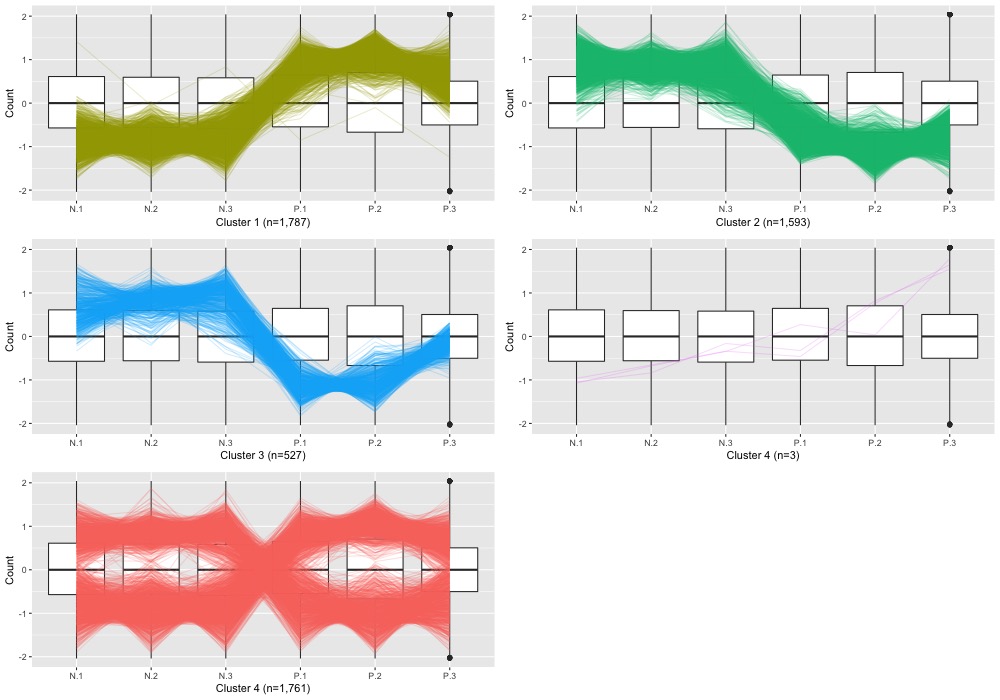 Count
2
1
0
-1
-2
N.1 N.2 N.3 P.1 P.2 P.3
Cluster 1 (n=1,787)
Count
2
1
0
-1
-2
N.1 N.2 N.3 P.1 P.2 P.3
Cluster 2 (n=1,593)
Count
2
1
0
-1
-2
N.1 N.2 N.3 P.1 P.2 P.3
Cluster 3 (n=527)
Count
2
1
0
-1
-2
N.1 N.2 N.3 P.1 P.2 P.3
Cluster 4 (n=3)
Count
2
1
0
-1
-2
N.1 N.2 N.3 P.1 P.2 P.3
Cluster 4 (n=1,761)